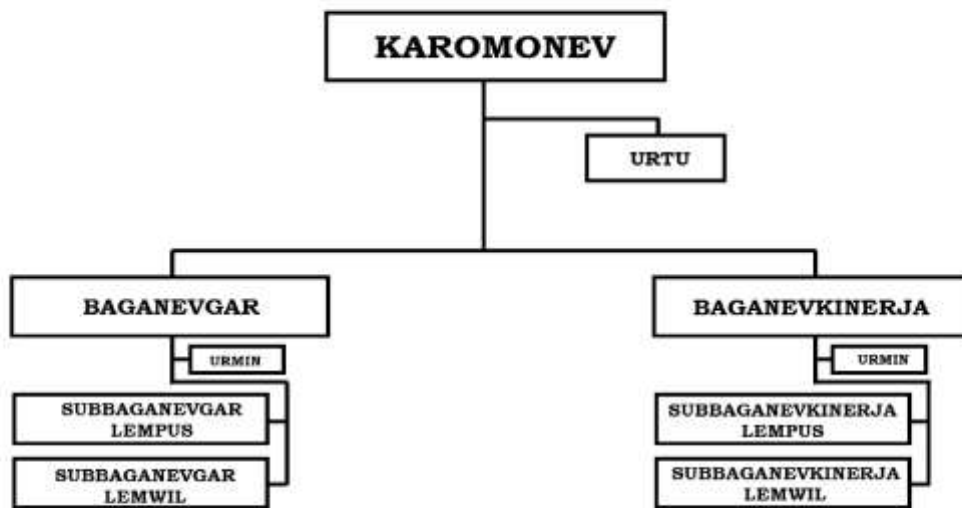 KAROMONEV
URTU
BAGANEVGAR
BAGANEVKINERJA
URMIN
URMIN
SUBBAGANEVGAR
LEMPUS
SUBBAGANEVKINERJA
LEMPUS
SUBBAGANEVGAR
LEMWIL
SUBBAGANEVKINERJA
LEMWIL